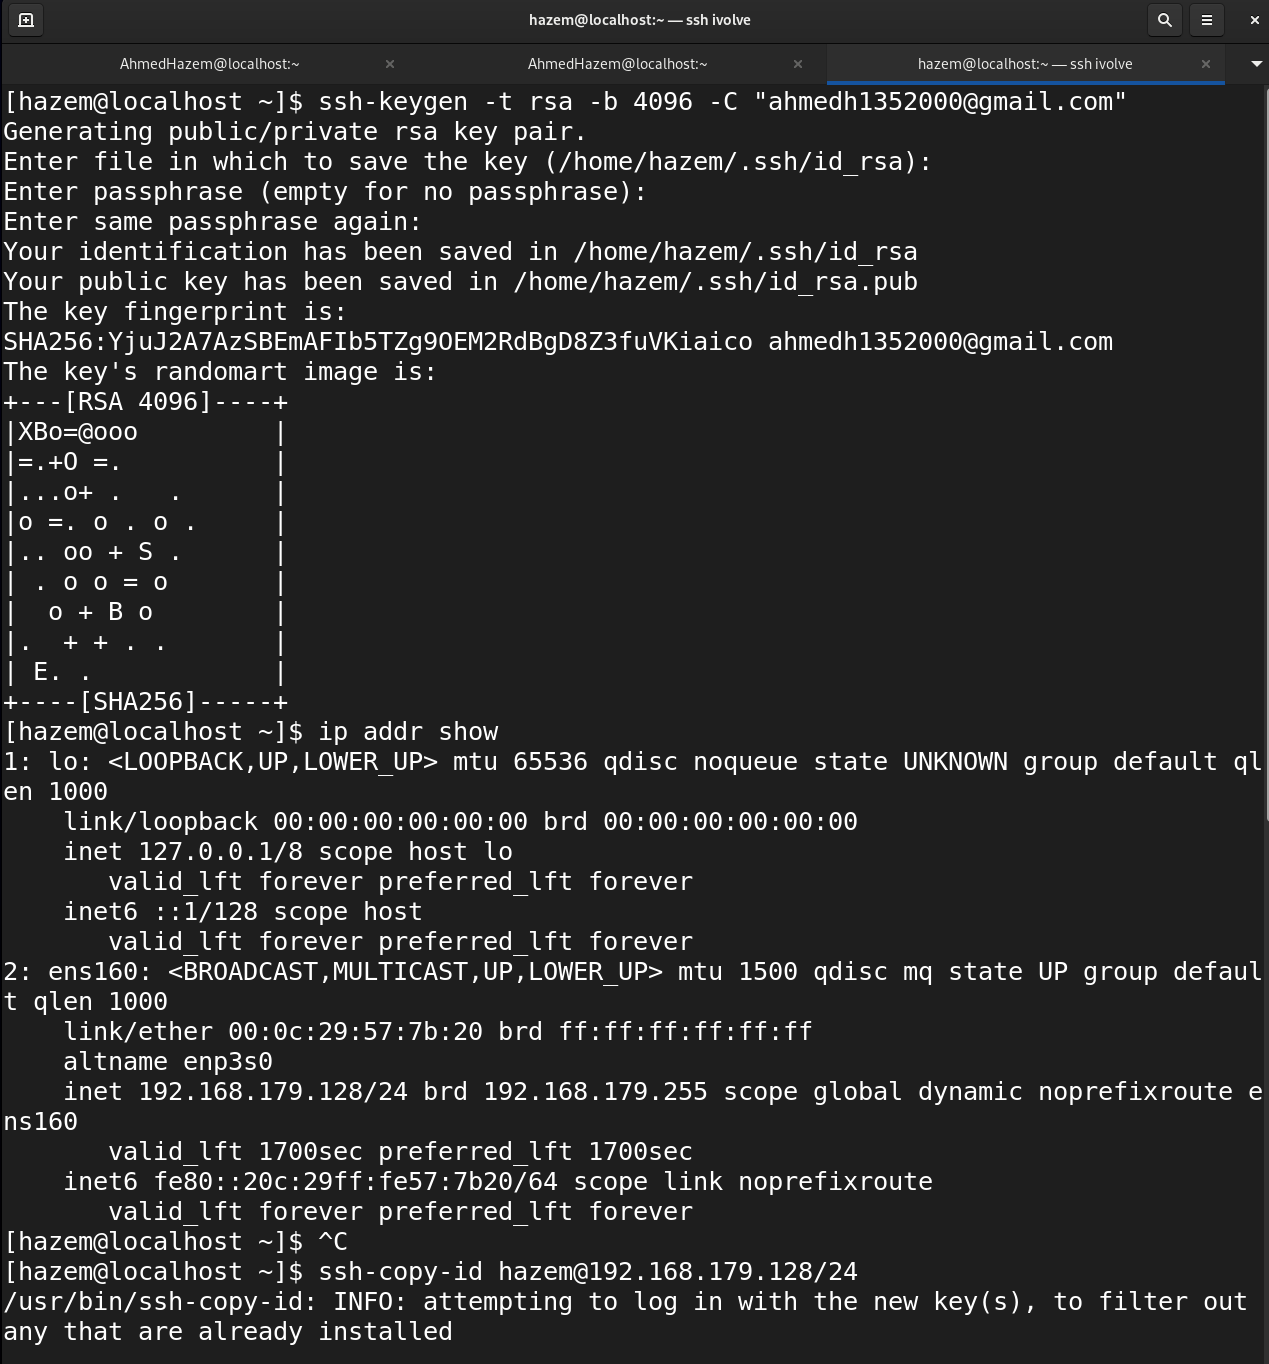 hazem@localhost:~ — ssh ivolve
AhmedHazem@localhost:~
AhmedHazem@localhost:~
hazem@localhost:~ — ssh ivolve
[hazem@localhost ~]$ ssh-keygen -t rsa -b 4096 -C "ahmedh1352000@gmail.com"
Generating public/private rsa key pair.
Enter file in which to save the key (/home/hazem/.ssh/id_rsa):
Enter passphrase (empty for no passphrase):
Enter same passphrase again:
Your identification has been saved in /home/hazem/.ssh/id_rsa
Your public key has been saved in /home/hazem/.ssh/id_rsa.pub
The key fingerprint is:
SHA256:YjuJ2A7AzSBEmAFIb5TZg9OEM2RdBgD8Z3fuVKiaico ahmedh1352000@gmail.com
The key's randomart image is:
+---[RSA 4096]----+
|XBo=@ooo         |
|=.+O =.          |
|...o+ .   .      |
|o =. o . o .     |
|.. oo + S .      |
| . o o = o       |
|  o + B o        |
|.  + + . .       |
| E. .            |
+----[SHA256]-----+
[hazem@localhost ~]$ ip addr show
1: lo: <LOOPBACK,UP,LOWER_UP> mtu 65536 qdisc noqueue state UNKNOWN group default ql
en 1000
    link/loopback 00:00:00:00:00:00 brd 00:00:00:00:00:00
    inet 127.0.0.1/8 scope host lo
       valid_lft forever preferred_lft forever
    inet6 ::1/128 scope host
       valid_lft forever preferred_lft forever
2: ens160: <BROADCAST,MULTICAST,UP,LOWER_UP> mtu 1500 qdisc mq state UP group defaul
t qlen 1000
    link/ether 00:0c:29:57:7b:20 brd ff:ff:ff:ff:ff:ff
    altname enp3s0
    inet 192.168.179.128/24 brd 192.168.179.255 scope global dynamic noprefixroute e
ns160
       valid_lft 1700sec preferred_lft 1700sec
    inet6 fe80::20c:29ff:fe57:7b20/64 scope link noprefixroute
       valid_lft forever preferred_lft forever
[hazem@localhost ~]$ ^C
[hazem@localhost ~]$ ssh-copy-id hazem@192.168.179.128/24
/usr/bin/ssh-copy-id: INFO: attempting to log in with the new key(s), to filter out
any that are already installed